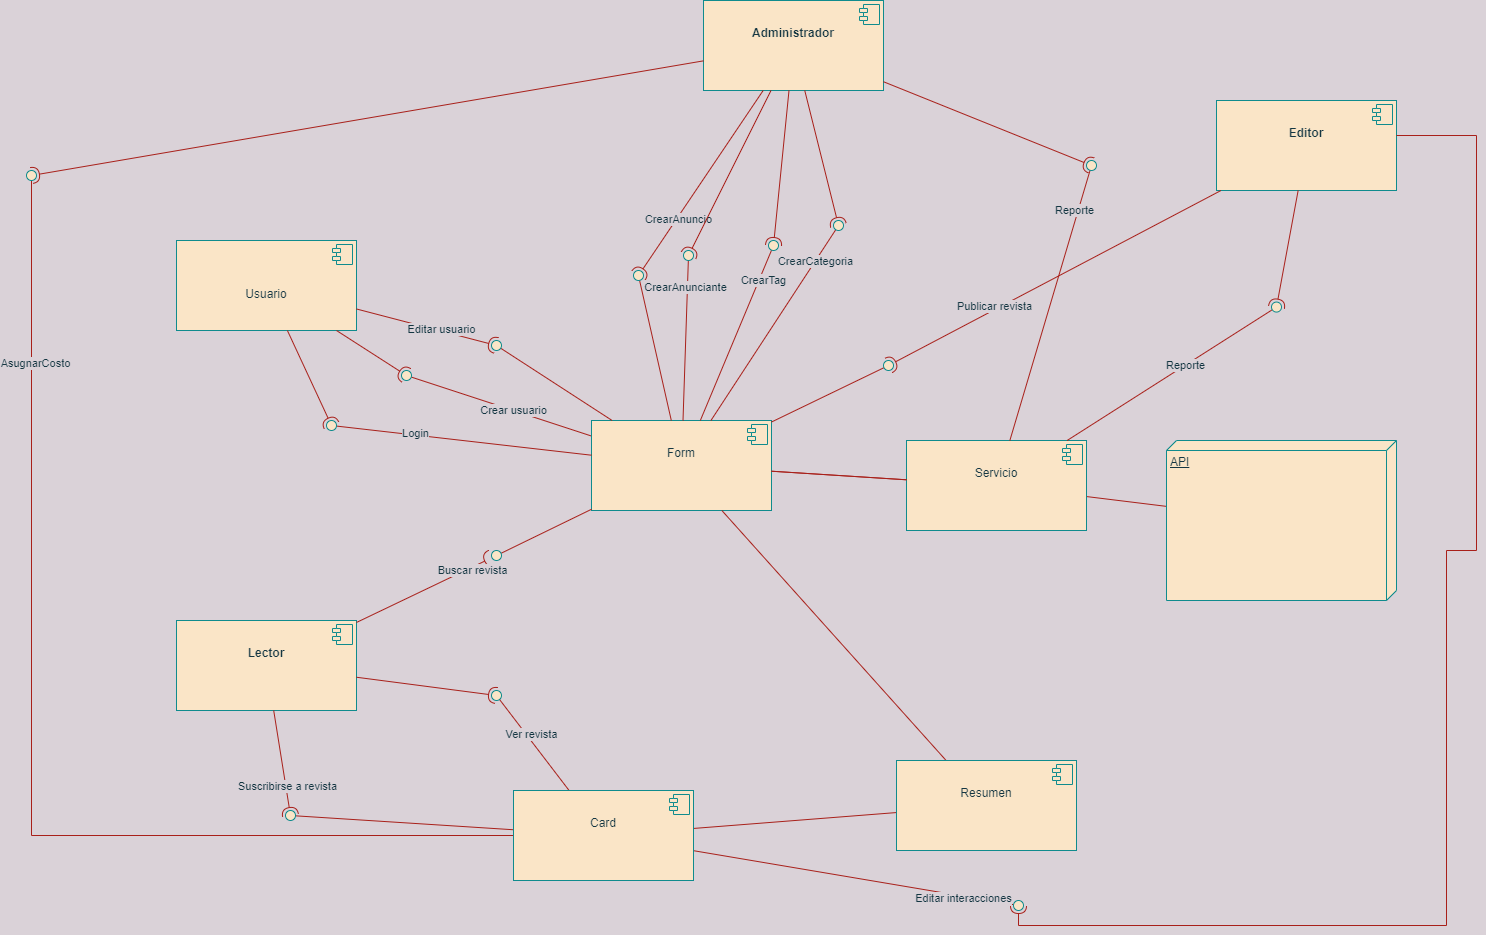 Administrador
Editor
CrearAnuncio
Reporte
CrearCategoria
CrearTag
CrearAnunciante
Usuario
Publicar revista
Editar usuario
AsugnarCosto
Reporte
Crear usuario
Login
Form
Servicio
API
Buscar revista
Lector
Ver revista
Suscribirse a revista
Resumen
Card
Editar interacciones